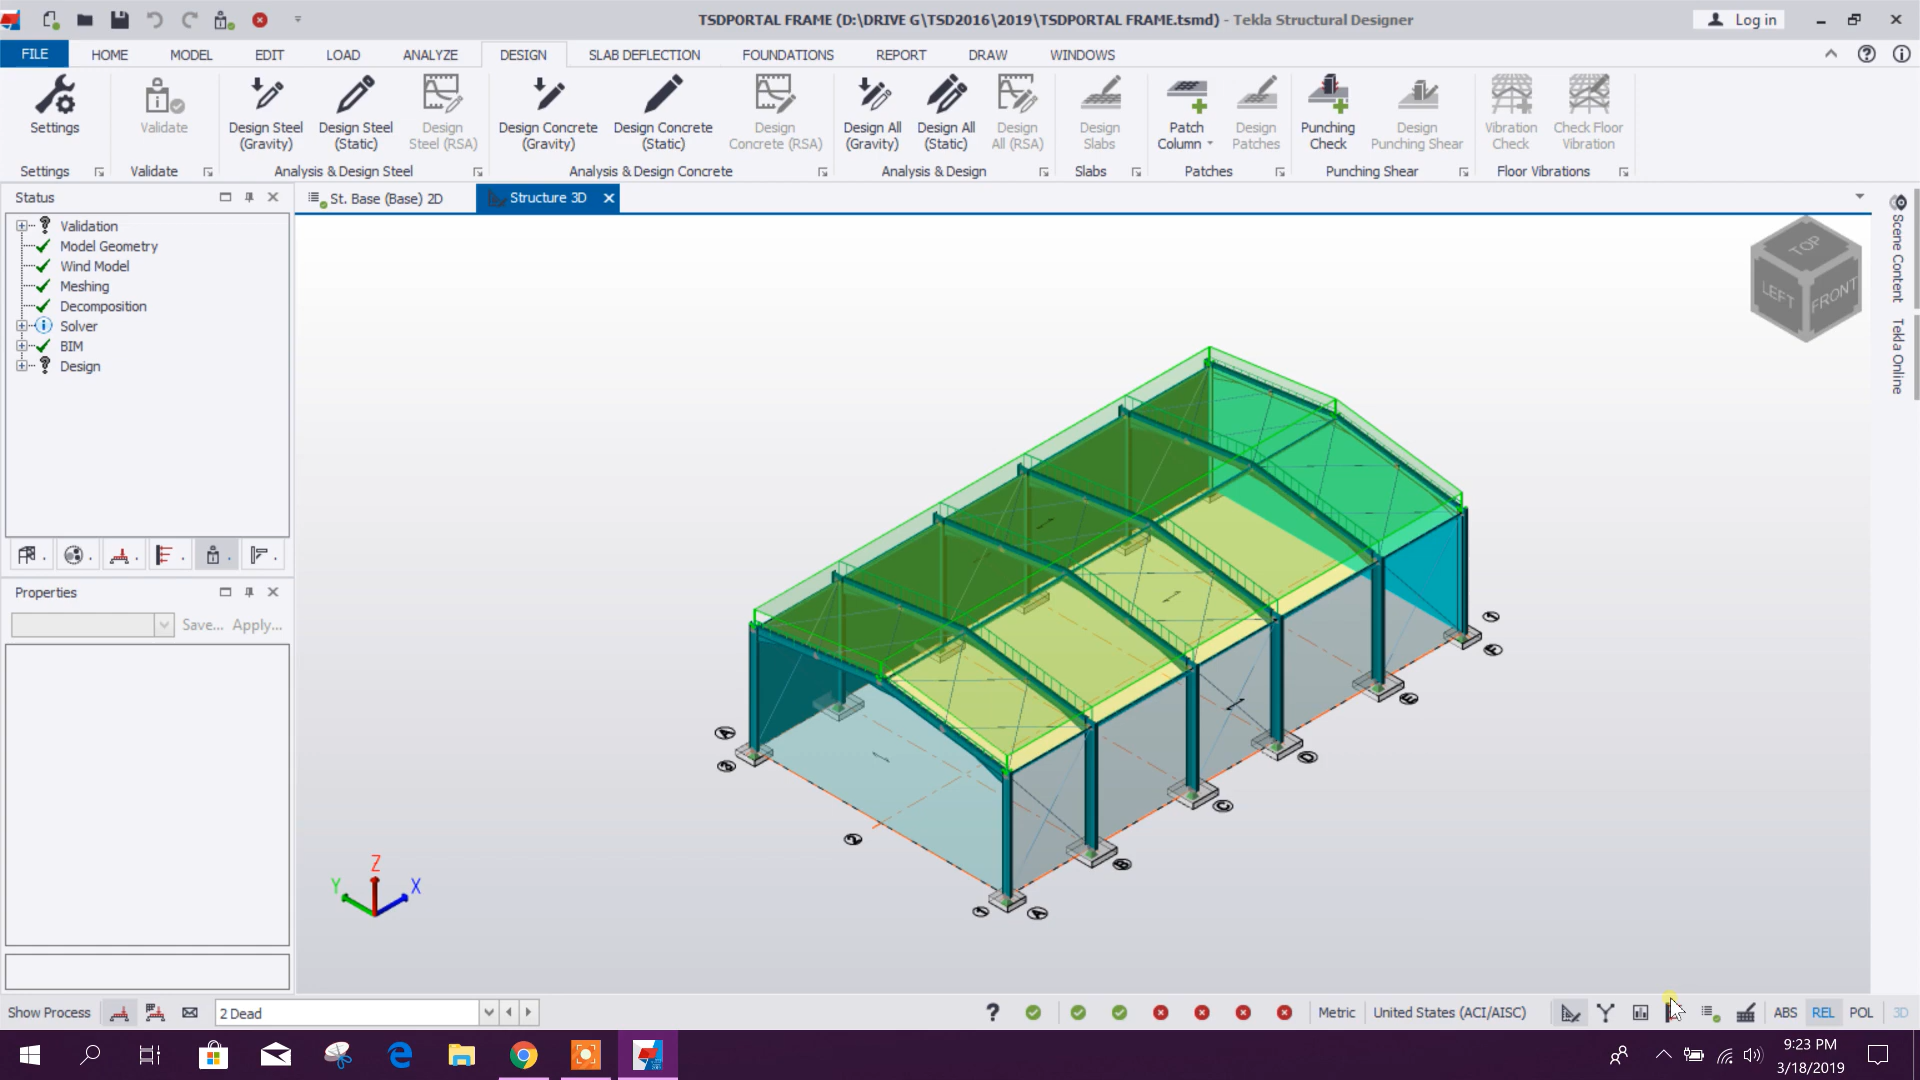 TSDPORTAL FRAME (D:\DRIVE G\TSD2016\2019\TSDPORTAL FRAME.tsmd) - Tekla Structural Designer
Log in
FILE HOME MODEL EDIT LOAD ANALYZE DESIGN SLAB DEFLECTION FOUNDATIONS REPORT DRAW WINDOWS
Settings
Validate
Design Steel (Gravity)
Design Steel (Static)
Design Steel (RSA)
Design Concrete (Gravity)
Design Concrete (Static)
Design Concrete (RSA)
Design All (Gravity)
Design All (Static)
Design All (RSA)
Design Slabs
Patch Column
Design Patches
Punching Check
Design Punching Shear
Vibration Check
Check Floor Vibration
Settings Validate Analysis & Design Steel Analysis & Design Concrete Analysis & Design Slabs Patches Punching Shear Floor Vibrations
Status
St. Base (Base) 2D
Structure 3D
Validation
Model Geometry
Wind Model
Meshing
Decomposition
Solver
BIM
Design
Properties
Save... Apply...
TOP
LEFT
FRONT
Scene Content
Tekla Online
1
F
E
D
C
B
A
1
2
A
3
Z
Y
X
Show Process
2 Dead
Metric
United States (ACI/AISC)
ABS REL POL 3D
9:23 PM
3/18/2019